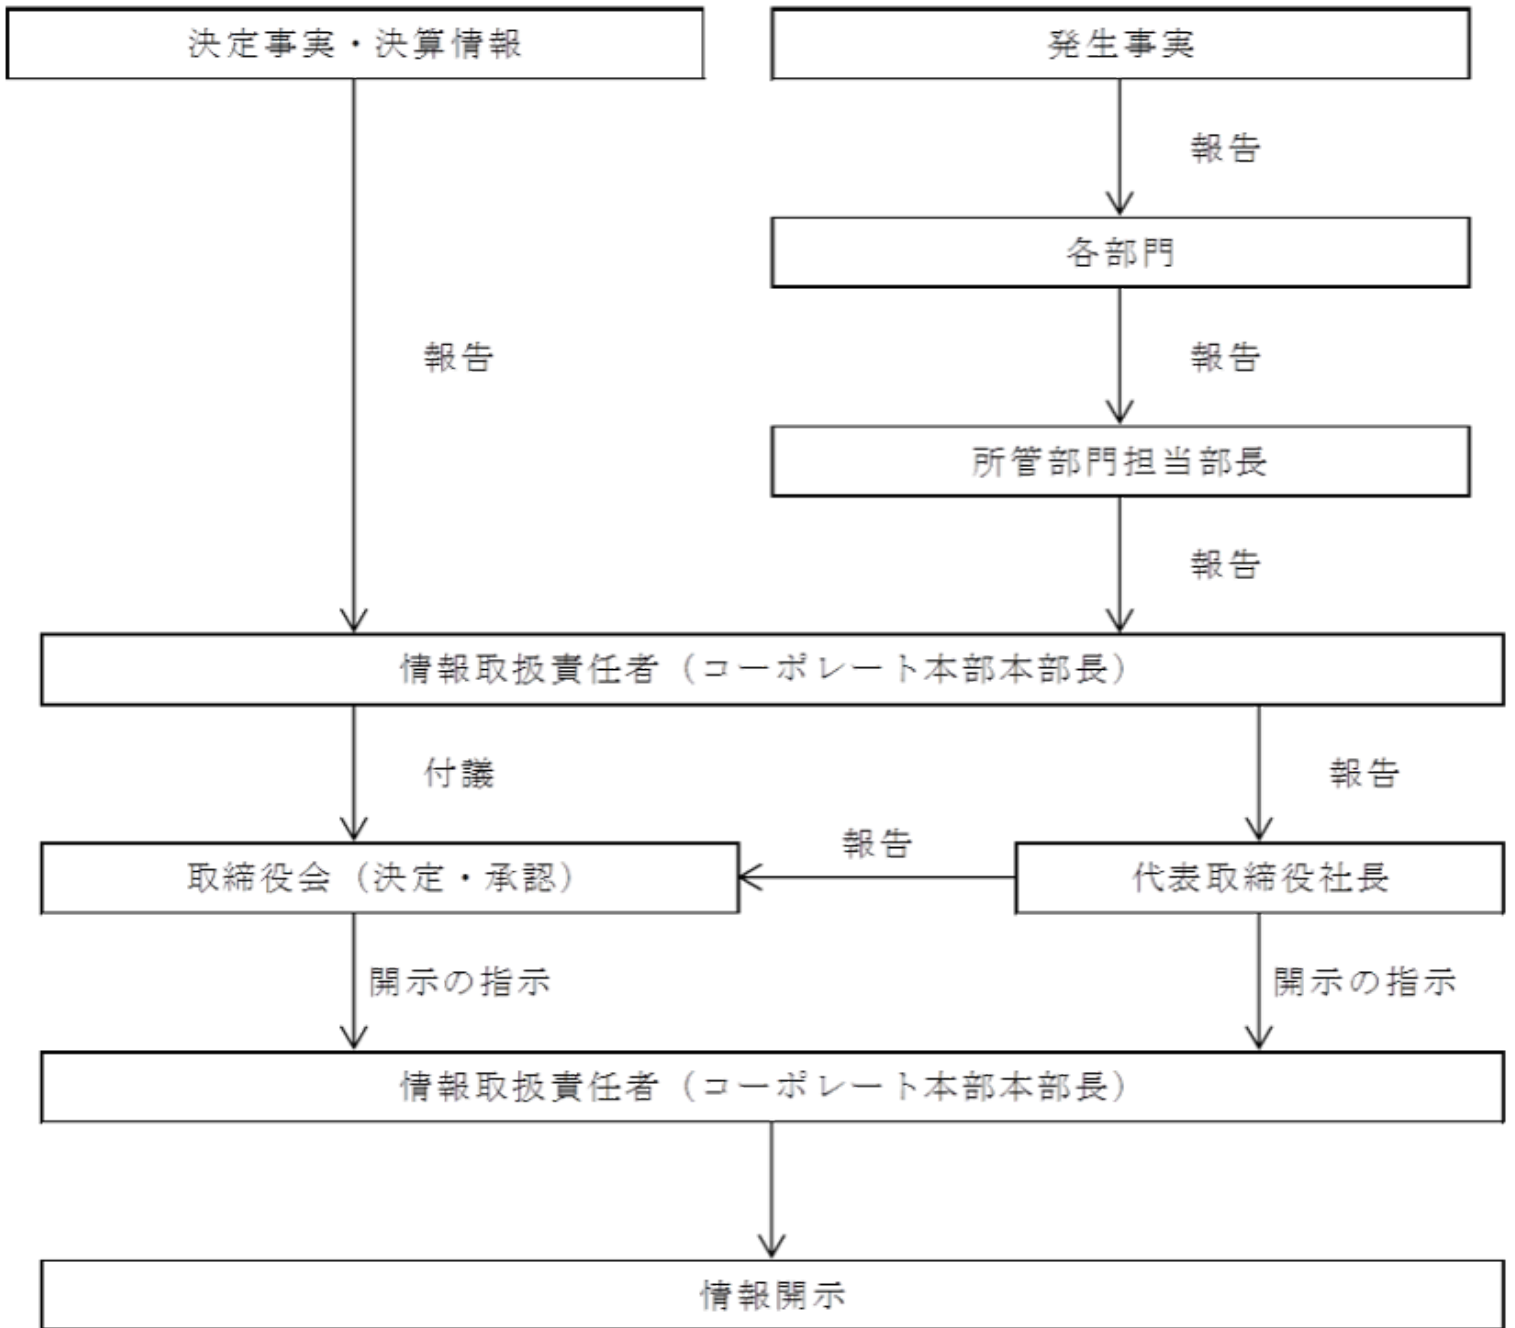 決定事実・決算情報
発生事実
報告
各部門
報告
報告
所管部門担当部長
報告
情報取扱責任者（コーポレート本部本部長）
付議
報告
報告
取締役会（決定・承認）
代表取締役社長
開示の指示
開示の指示
情報取扱責任者（コーポレート本部本部長）
情報開示